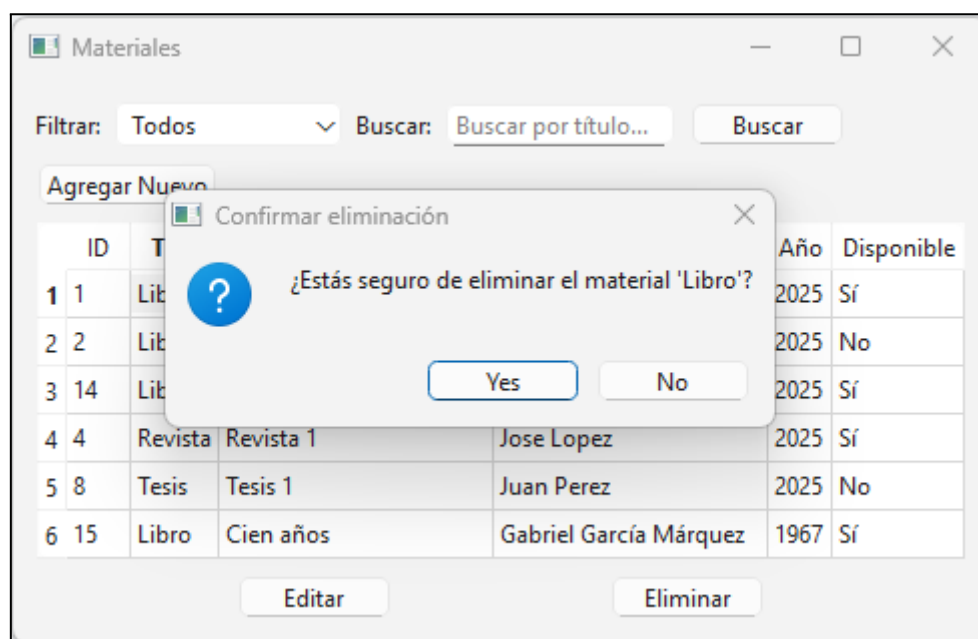 Materiales
Filtrar: Todos Buscar: Buscar por título... Buscar
Agregar Nuevo
Confirmar eliminación
¿Estás seguro de eliminar el material 'Libro'?
Yes No
ID Año Disponible
1 1 2025 Sí
2 2 2025 No
3 14 2025 Sí
4 4 Revista Revista 1 Jose Lopez 2025 Sí
5 8 Tesis Tesis 1 Juan Perez 2025 No
6 15 Libro Cien años Gabriel García Márquez 1967 Sí
Editar Eliminar